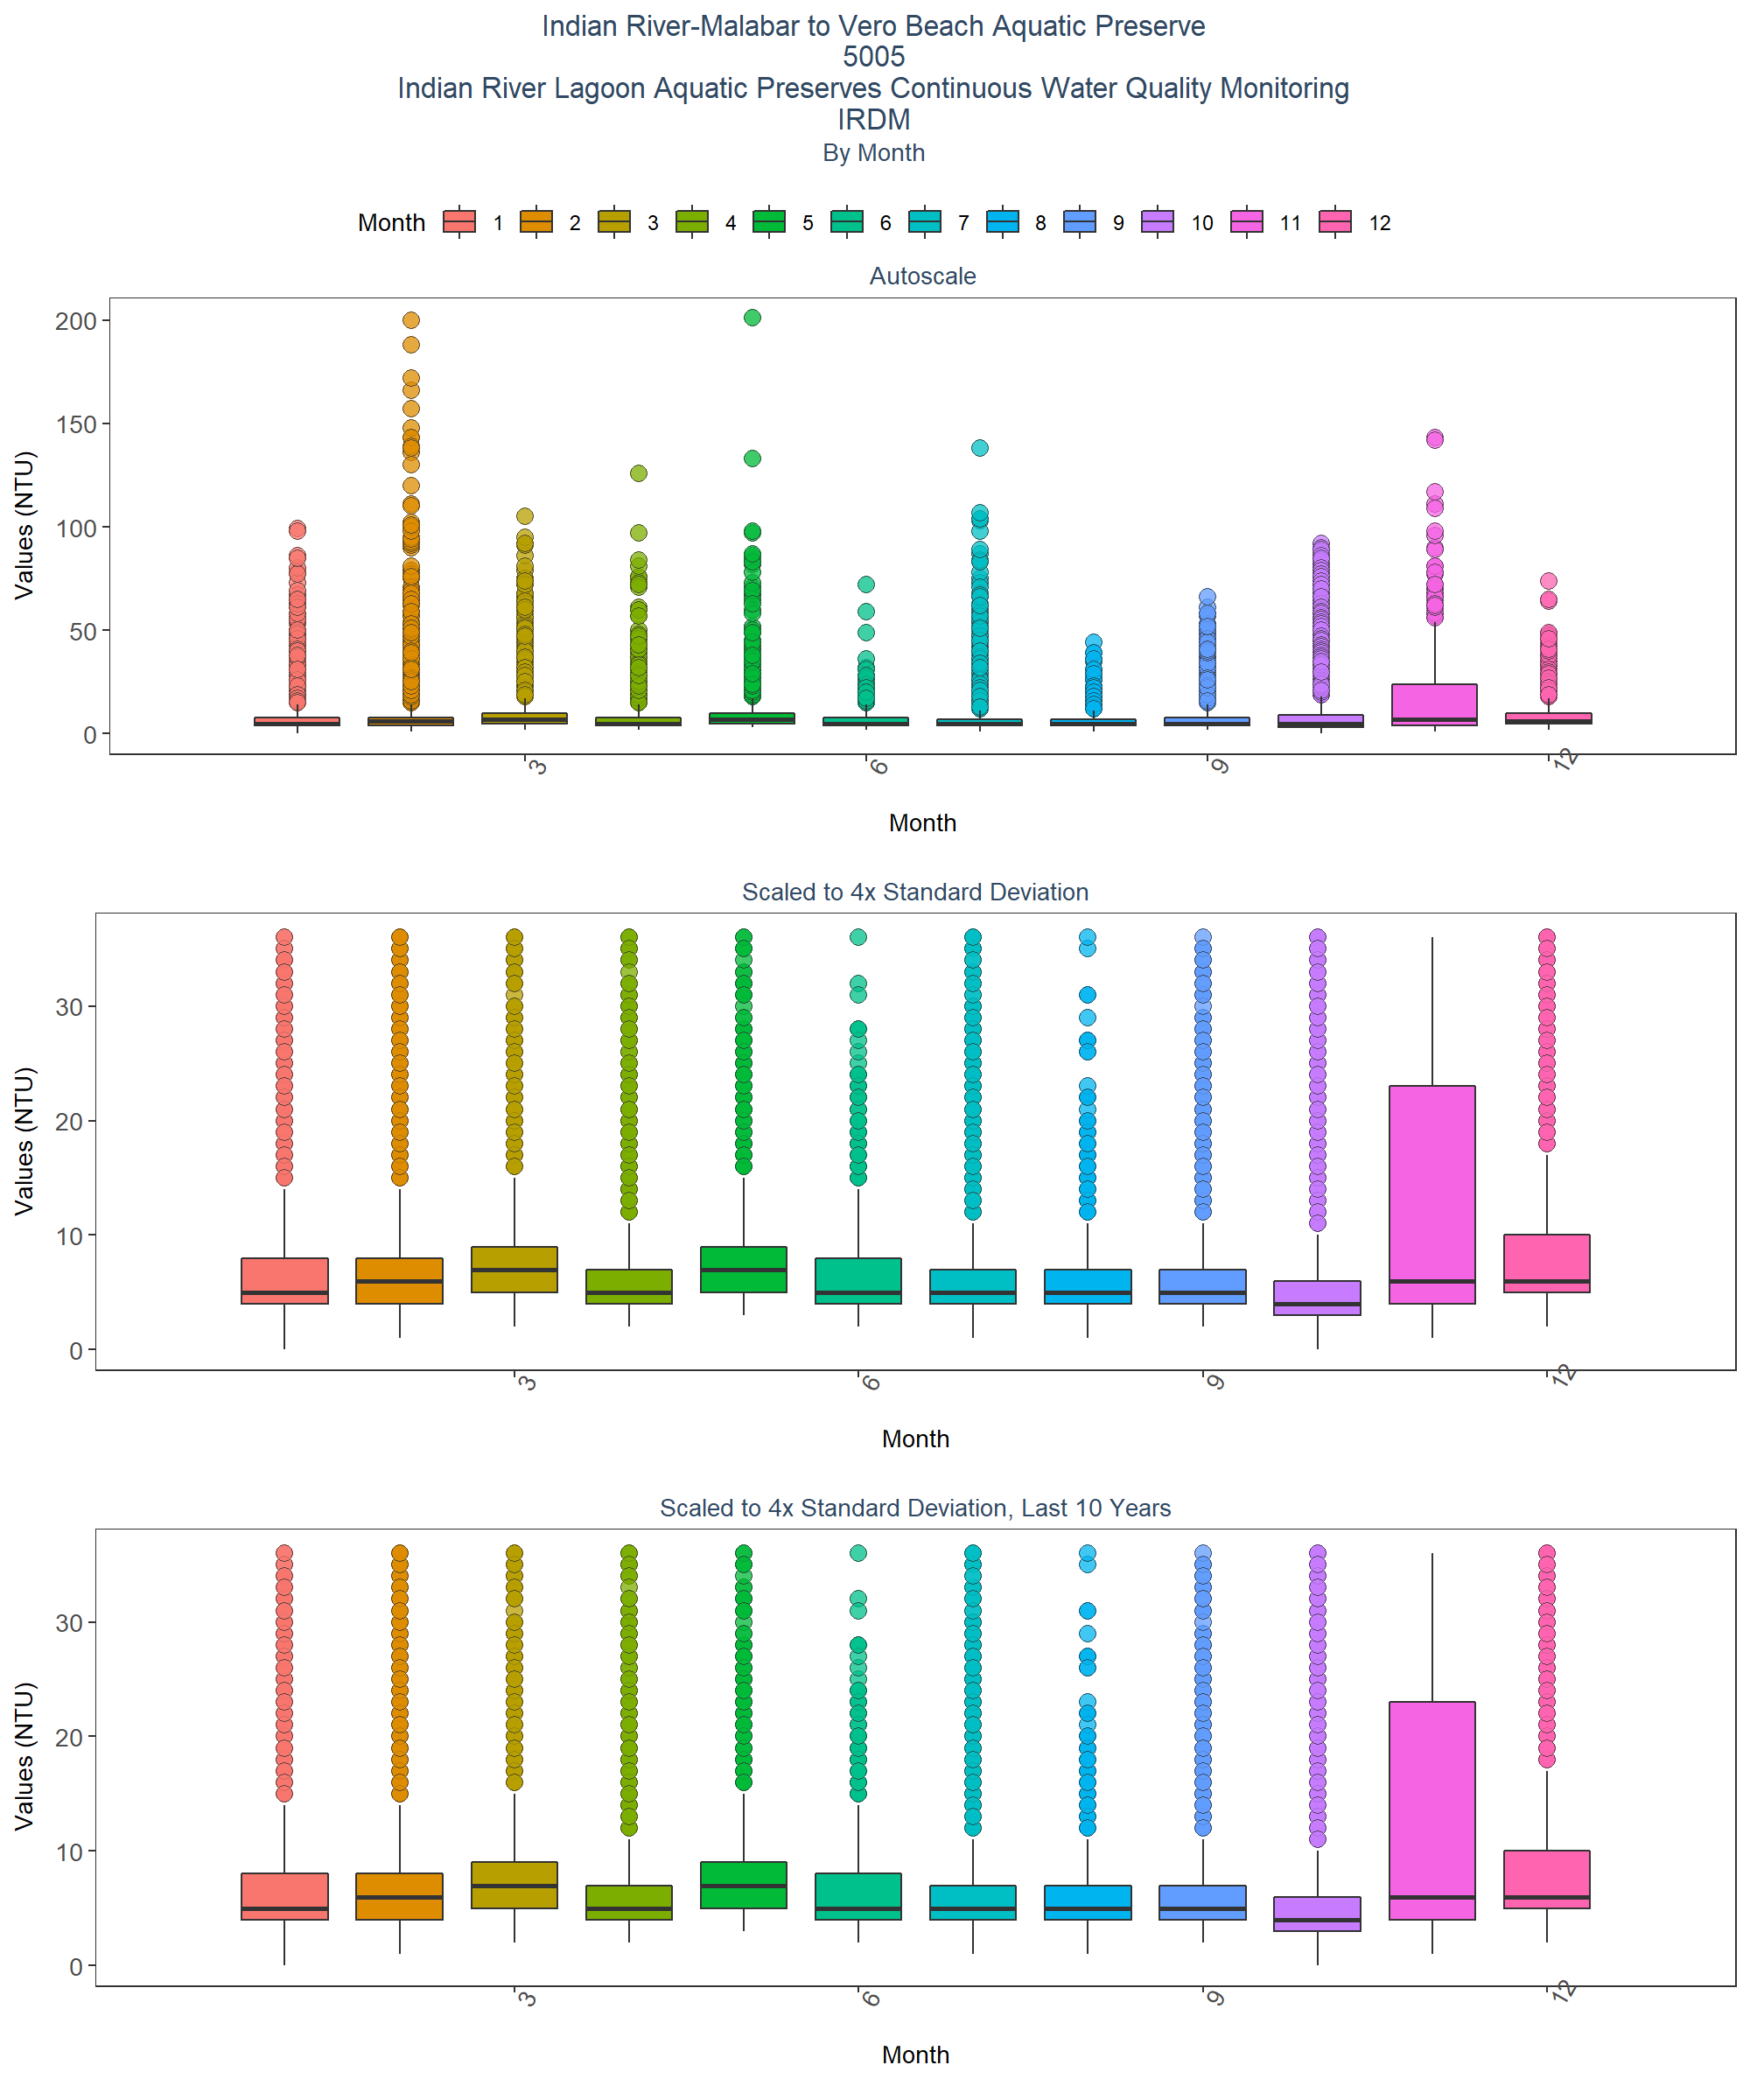 Indian River-Malabar to Vero Beach Aquatic Preserve
5005
Indian River Lagoon Aquatic Preserves Continuous Water Quality Monitoring
IRDM
By Month
Month 1 2 3 4 5 6 7 8 9 10 11 12
Autoscale
Values (NTU)
200
150
100
50
0
3 6 9 12
Month
Scaled to 4x Standard Deviation
Values (NTU)
30
20
10
0
3 6 9 12
Month
Scaled to 4x Standard Deviation, Last 10 Years
Values (NTU)
30
20
10
0
3 6 9 12
Month